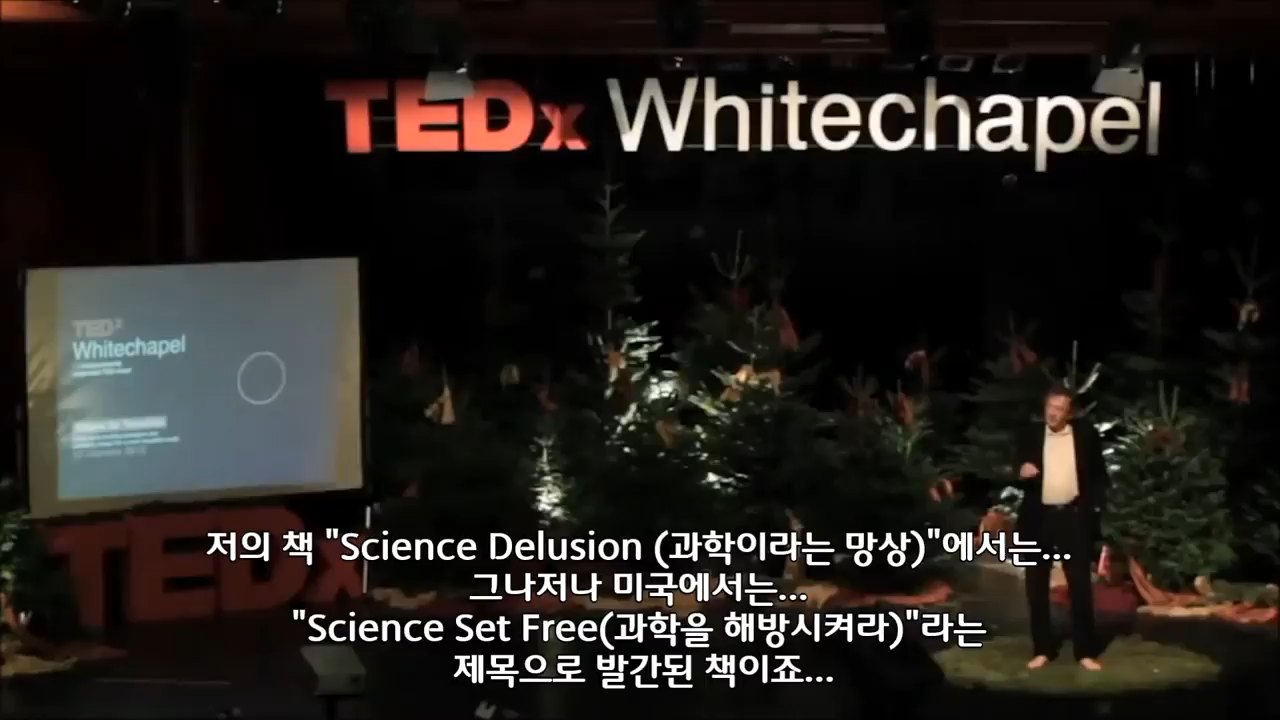 TEDx Whitechapel
TEDx
Whitechapel
TEDx
저의 책 "Science Delusion (과학이라는 망상)"에서는...
그나저나 미국에서는...
"Science Set Free(과학을 해방시켜라)"라는
제목으로 발간된 책이죠...
TED